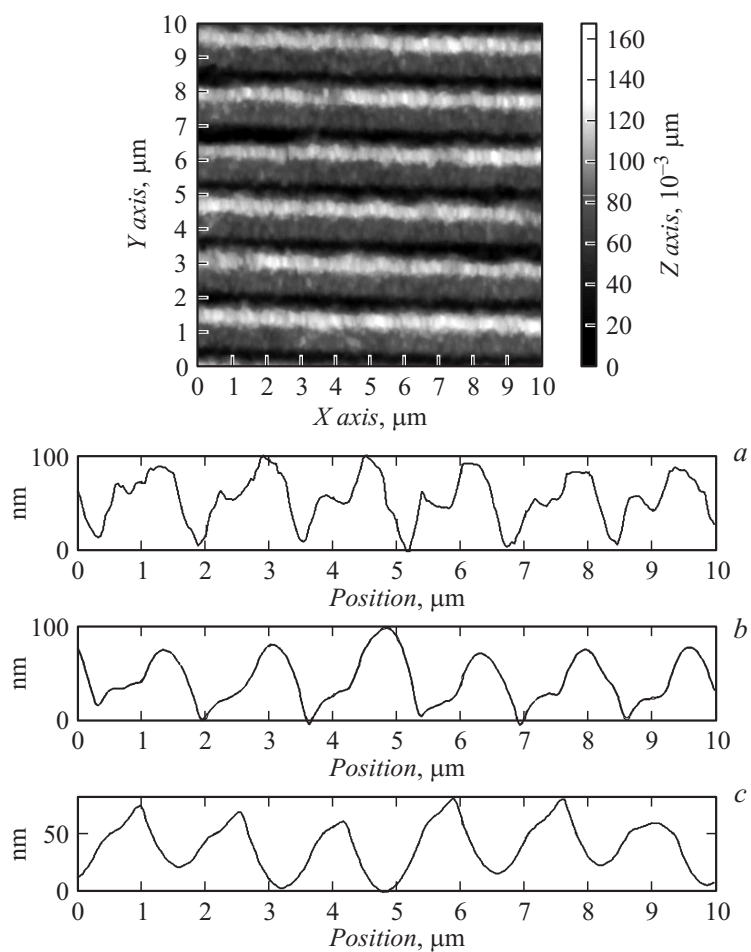 10
9
8
7
6
5
4
3
2
1
0
Y axis, μm
0 1 2 3 4 5 6 7 8 9 10
X axis, μm
160
140
120
100
80
60
40
20
0
Z axis, 10⁻³ μm
a
100
0
nm
0 1 2 3 4 5 6 7 8 9 10
Position, μm
b
100
0
nm
0 1 2 3 4 5 6 7 8 9 10
Position, μm
c
50
0
nm
0 1 2 3 4 5 6 7 8 9 10
Position, μm